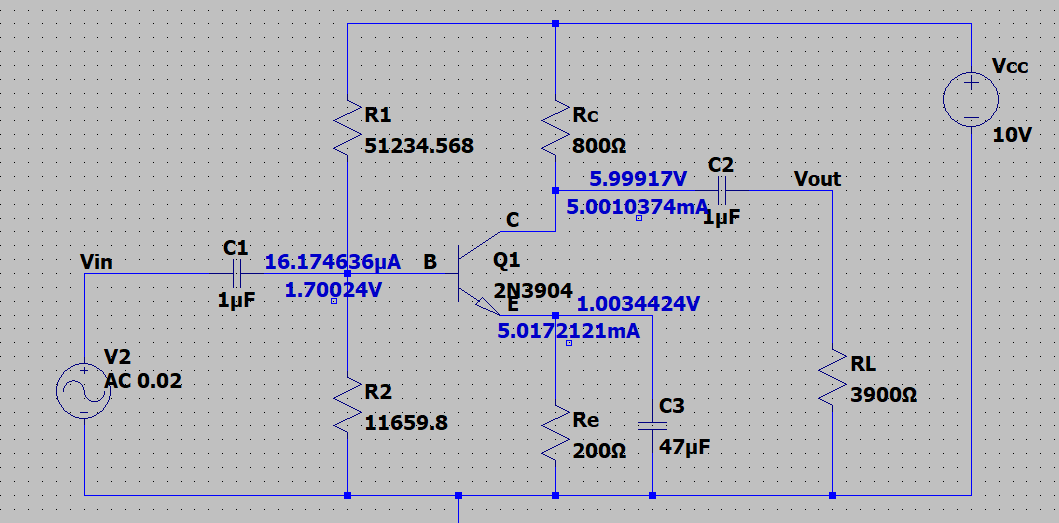 Vcc
10V
R1
51234.568
Rc
800Ω
C2
1µF
5.99917V
Vout
5.0010374mA
C
C1
1µF
Vin
16.174636µA
1.70024V
B
Q1
2N3904
E
1.0034424V
5.0172121mA
V2
AC 0.02
R2
11659.8
Re
200Ω
C3
47µF
RL
3900Ω